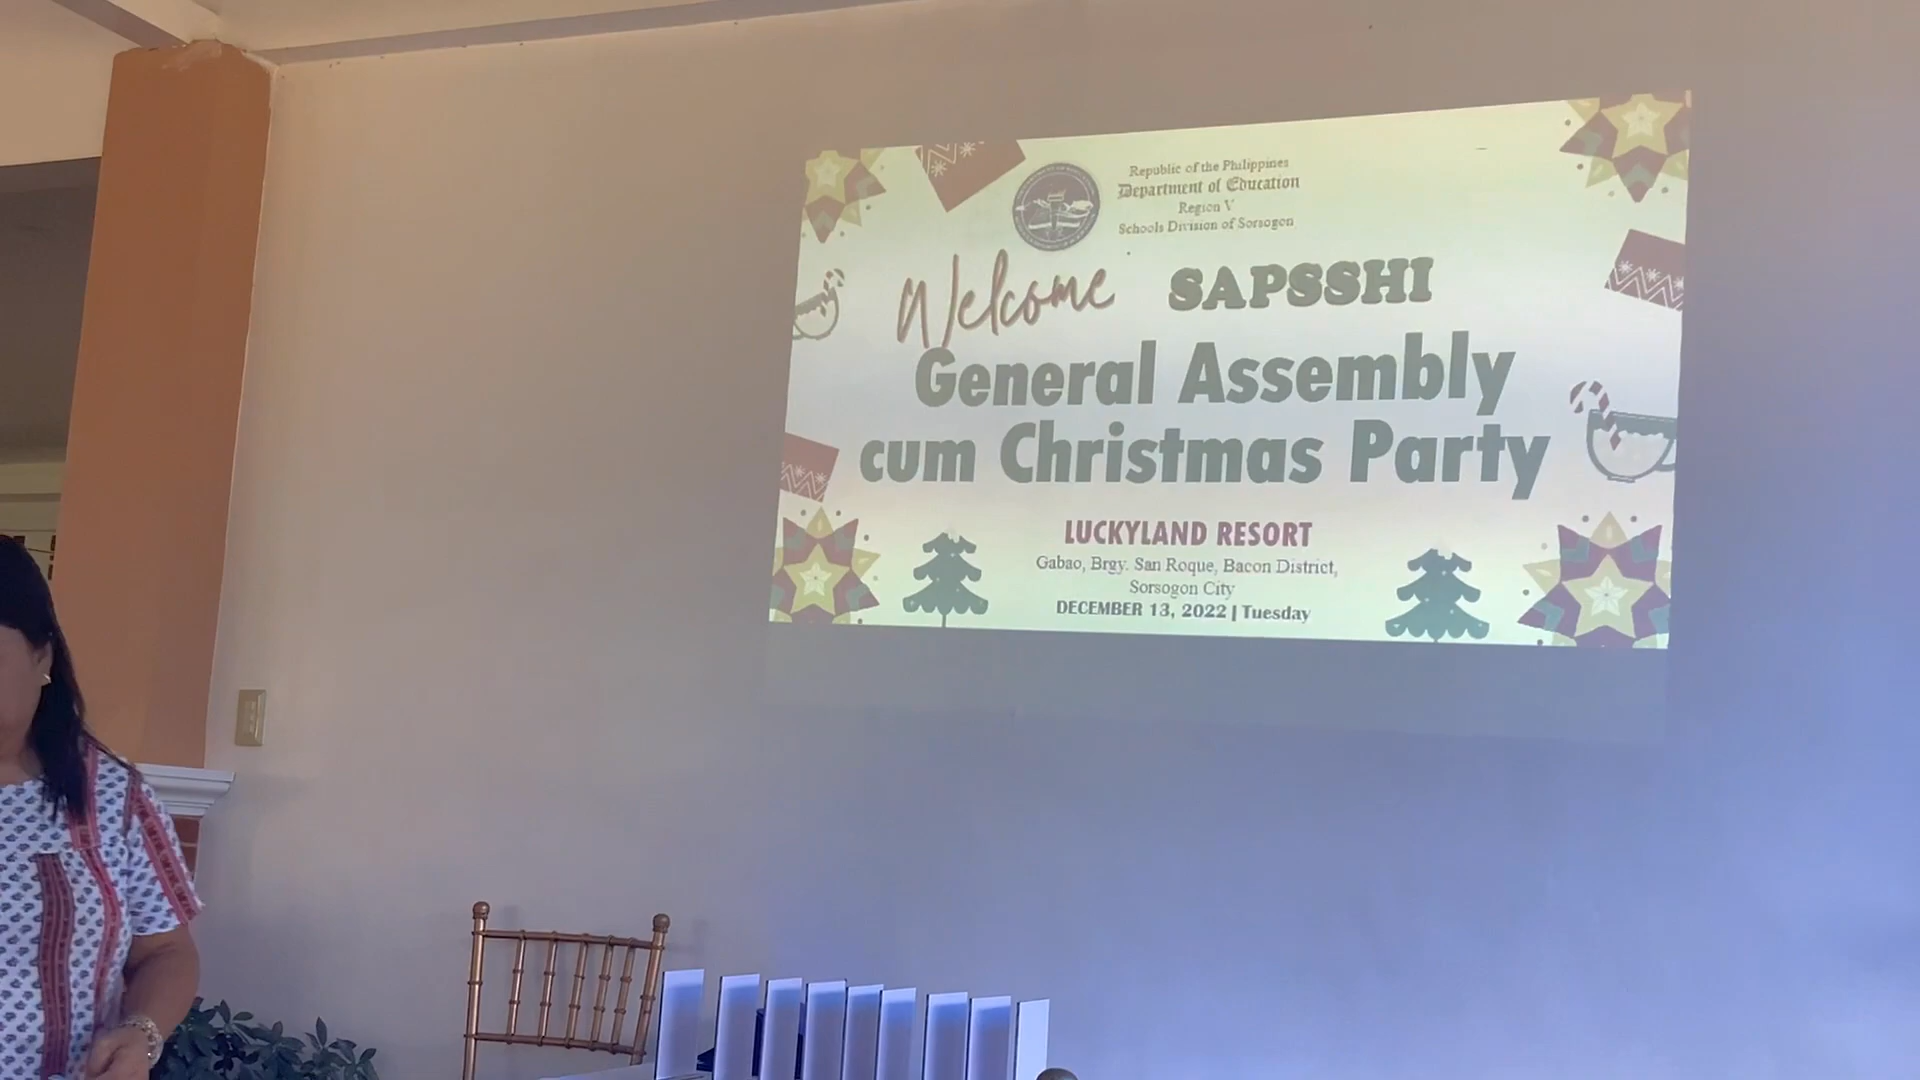 Republic of the Philippines
Department of Education
Region V
Schools Division of Sorsogon
Welcome SAPSSHI
General Assembly
cum Christmas Party
LUCKYLAND RESORT
Gabao, Brgy. San Roque, Bacon District,
Sorsogon City
DECEMBER 13, 2022 | Tuesday